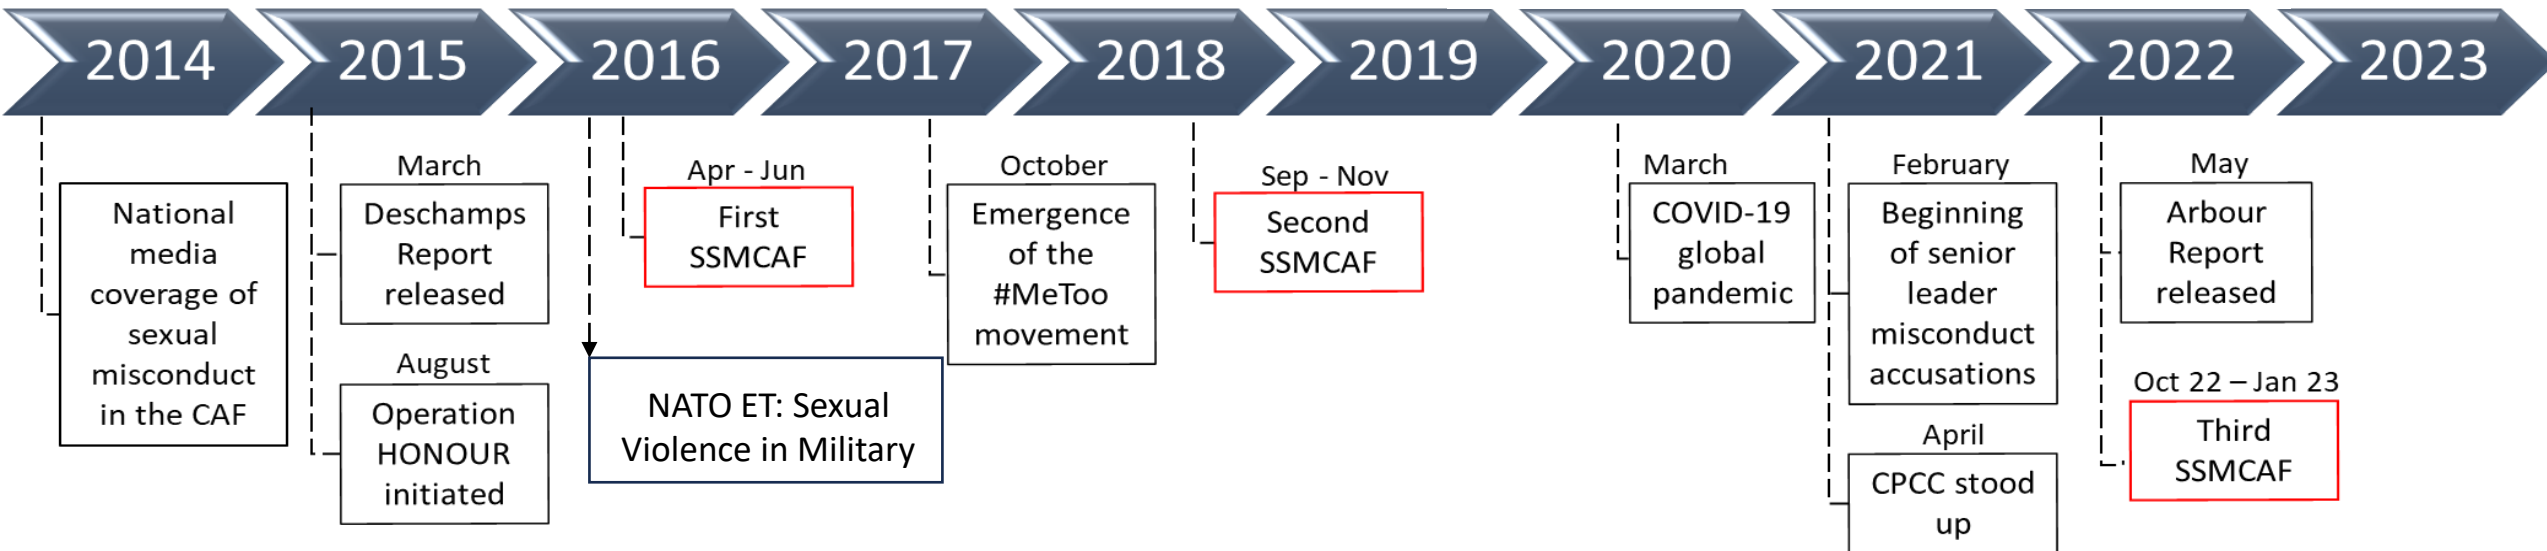 2014 2015 2016 2017 2018 2019 2020 2021 2022 2023
National
media
coverage of
sexual
misconduct
in the CAF
March
Deschamps
Report
released
August
Operation
HONOUR
initiated
Apr - Jun
First
SSMCAF
NATO ET: Sexual
Violence in Military
October
Emergence
of the
#MeToo
movement
Sep - Nov
Second
SSMCAF
March
COVID-19
global
pandemic
February
Beginning
of senior
leader
misconduct
accusations
April
CPCC stood
up
May
Arbour
Report
released
Oct 22 – Jan 23
Third
SSMCAF